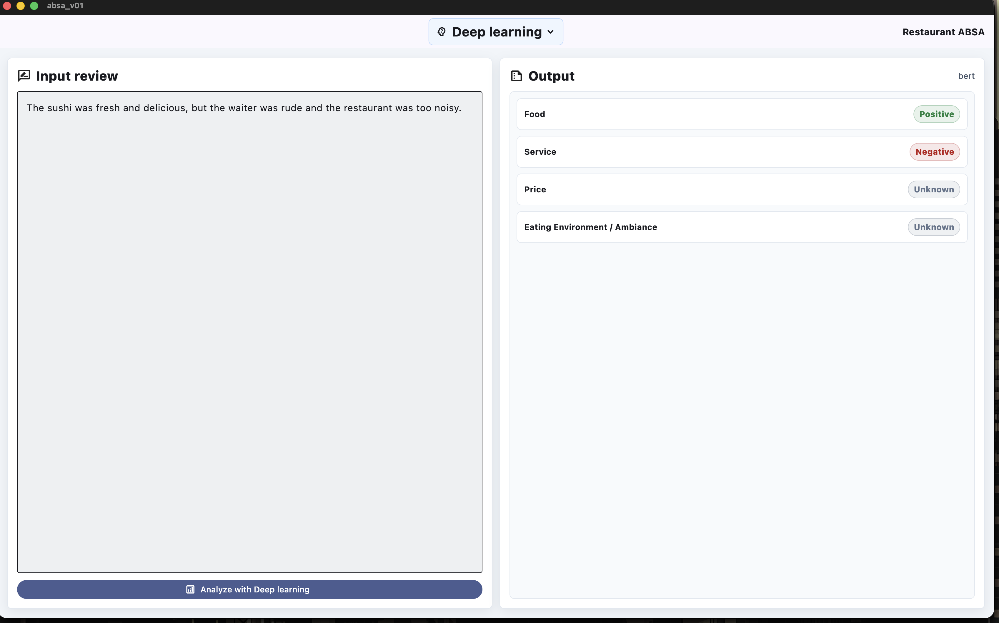 absa_v01
Deep learning
Restaurant ABSA
Input review
The sushi was fresh and delicious, but the waiter was rude and the restaurant was too noisy.
Analyze with Deep learning
Output
bert
Food
Positive
Service
Negative
Price
Unknown
Eating Environment / Ambiance
Unknown